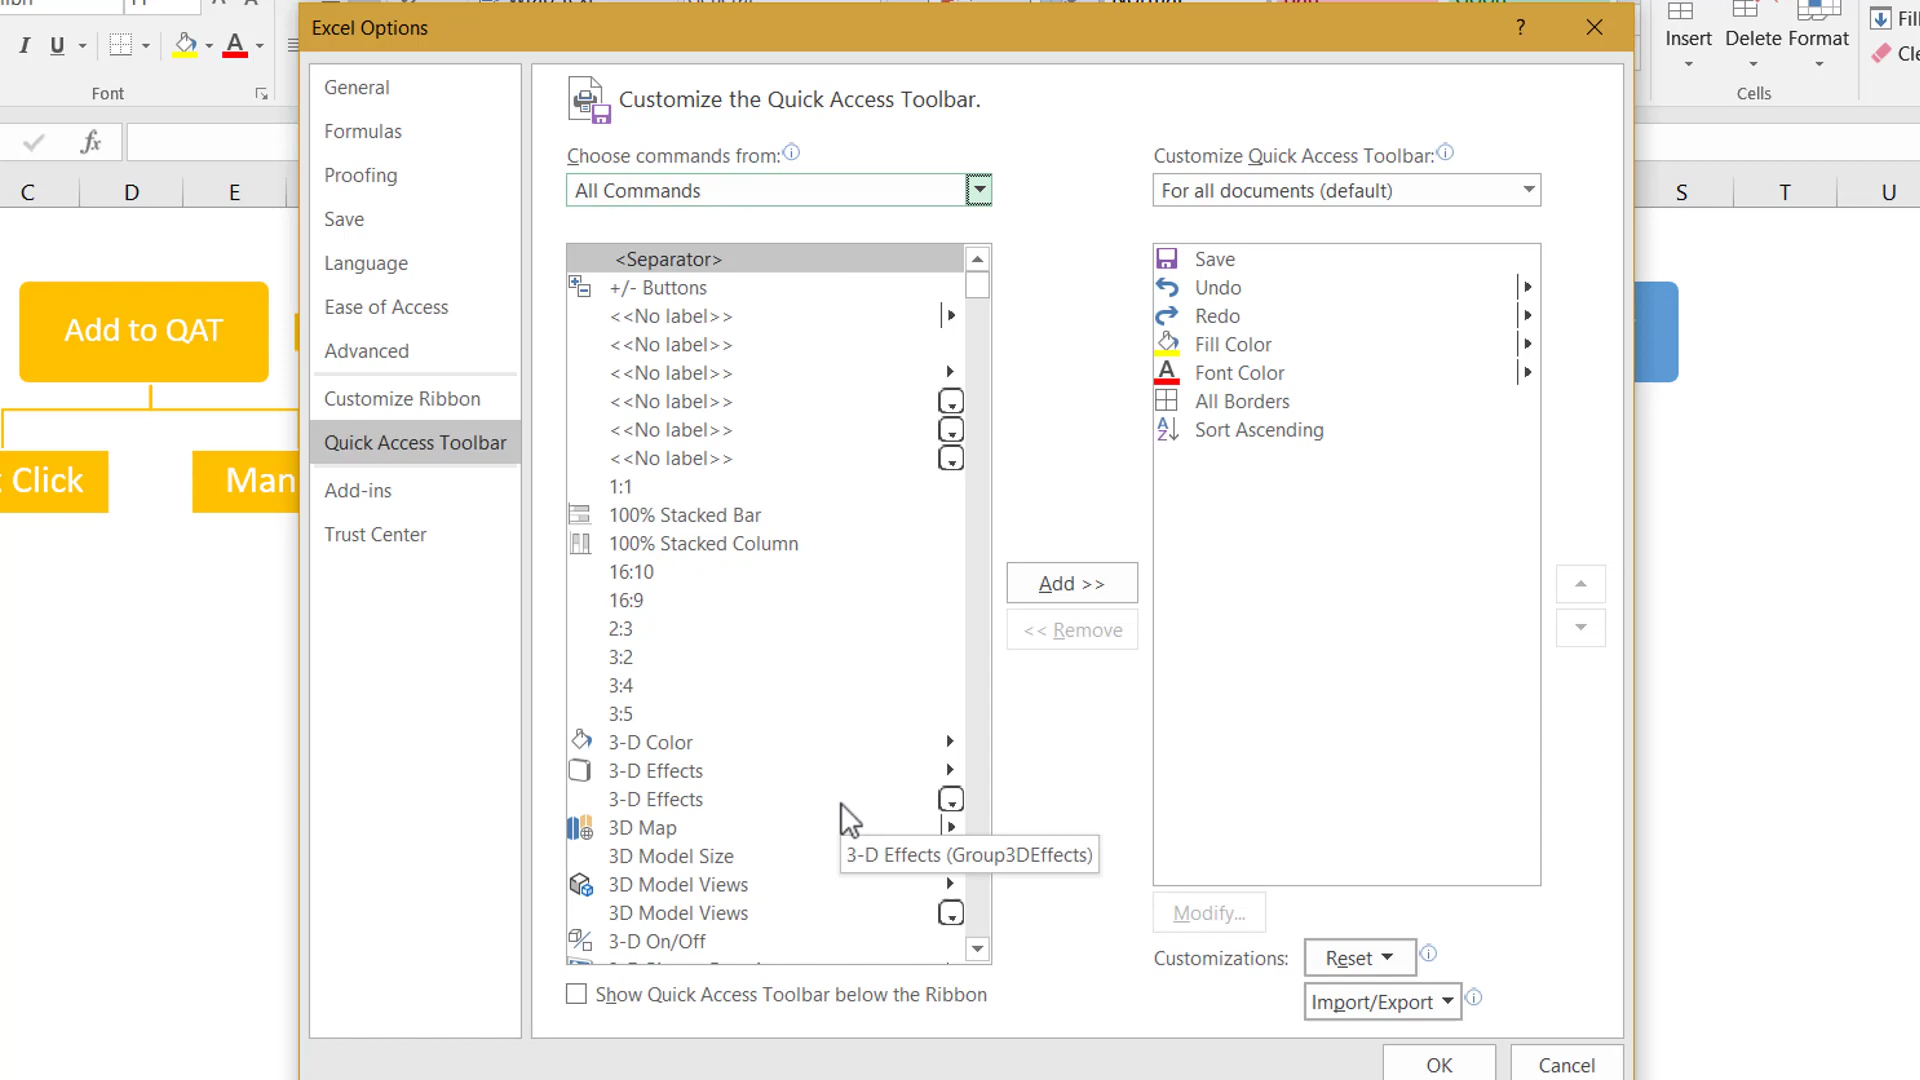 Excel Options
?
I U A
Font
Insert Delete Format
Cells
fx
C D E S T U
Add to QAT
Click
General
Formulas
Proofing
Save
Language
Ease of Access
Advanced
Customize Ribbon
Quick Access Toolbar
Add-ins
Trust Center
Customize the Quick Access Toolbar.
Choose commands from:
All Commands
<Separator>
+/- Buttons
<<No label>>
<<No label>>
<<No label>>
<<No label>>
<<No label>>
<<No label>>
1:1
100% Stacked Bar
100% Stacked Column
16:10
16:9
2:3
3:2
3:4
3:5
3-D Color
3-D Effects
3-D Effects
3D Map
3D Model Size
3D Model Views
3D Model Views
3-D On/Off
3-D Effects (Group3DEffects)
Show Quick Access Toolbar below the Ribbon
Add >>
<< Remove
Customize Quick Access Toolbar:
For all documents (default)
Save
Undo
Redo
Fill Color
Font Color
All Borders
Sort Ascending
Modify...
Customizations:
Reset
Import/Export
OK
Cancel